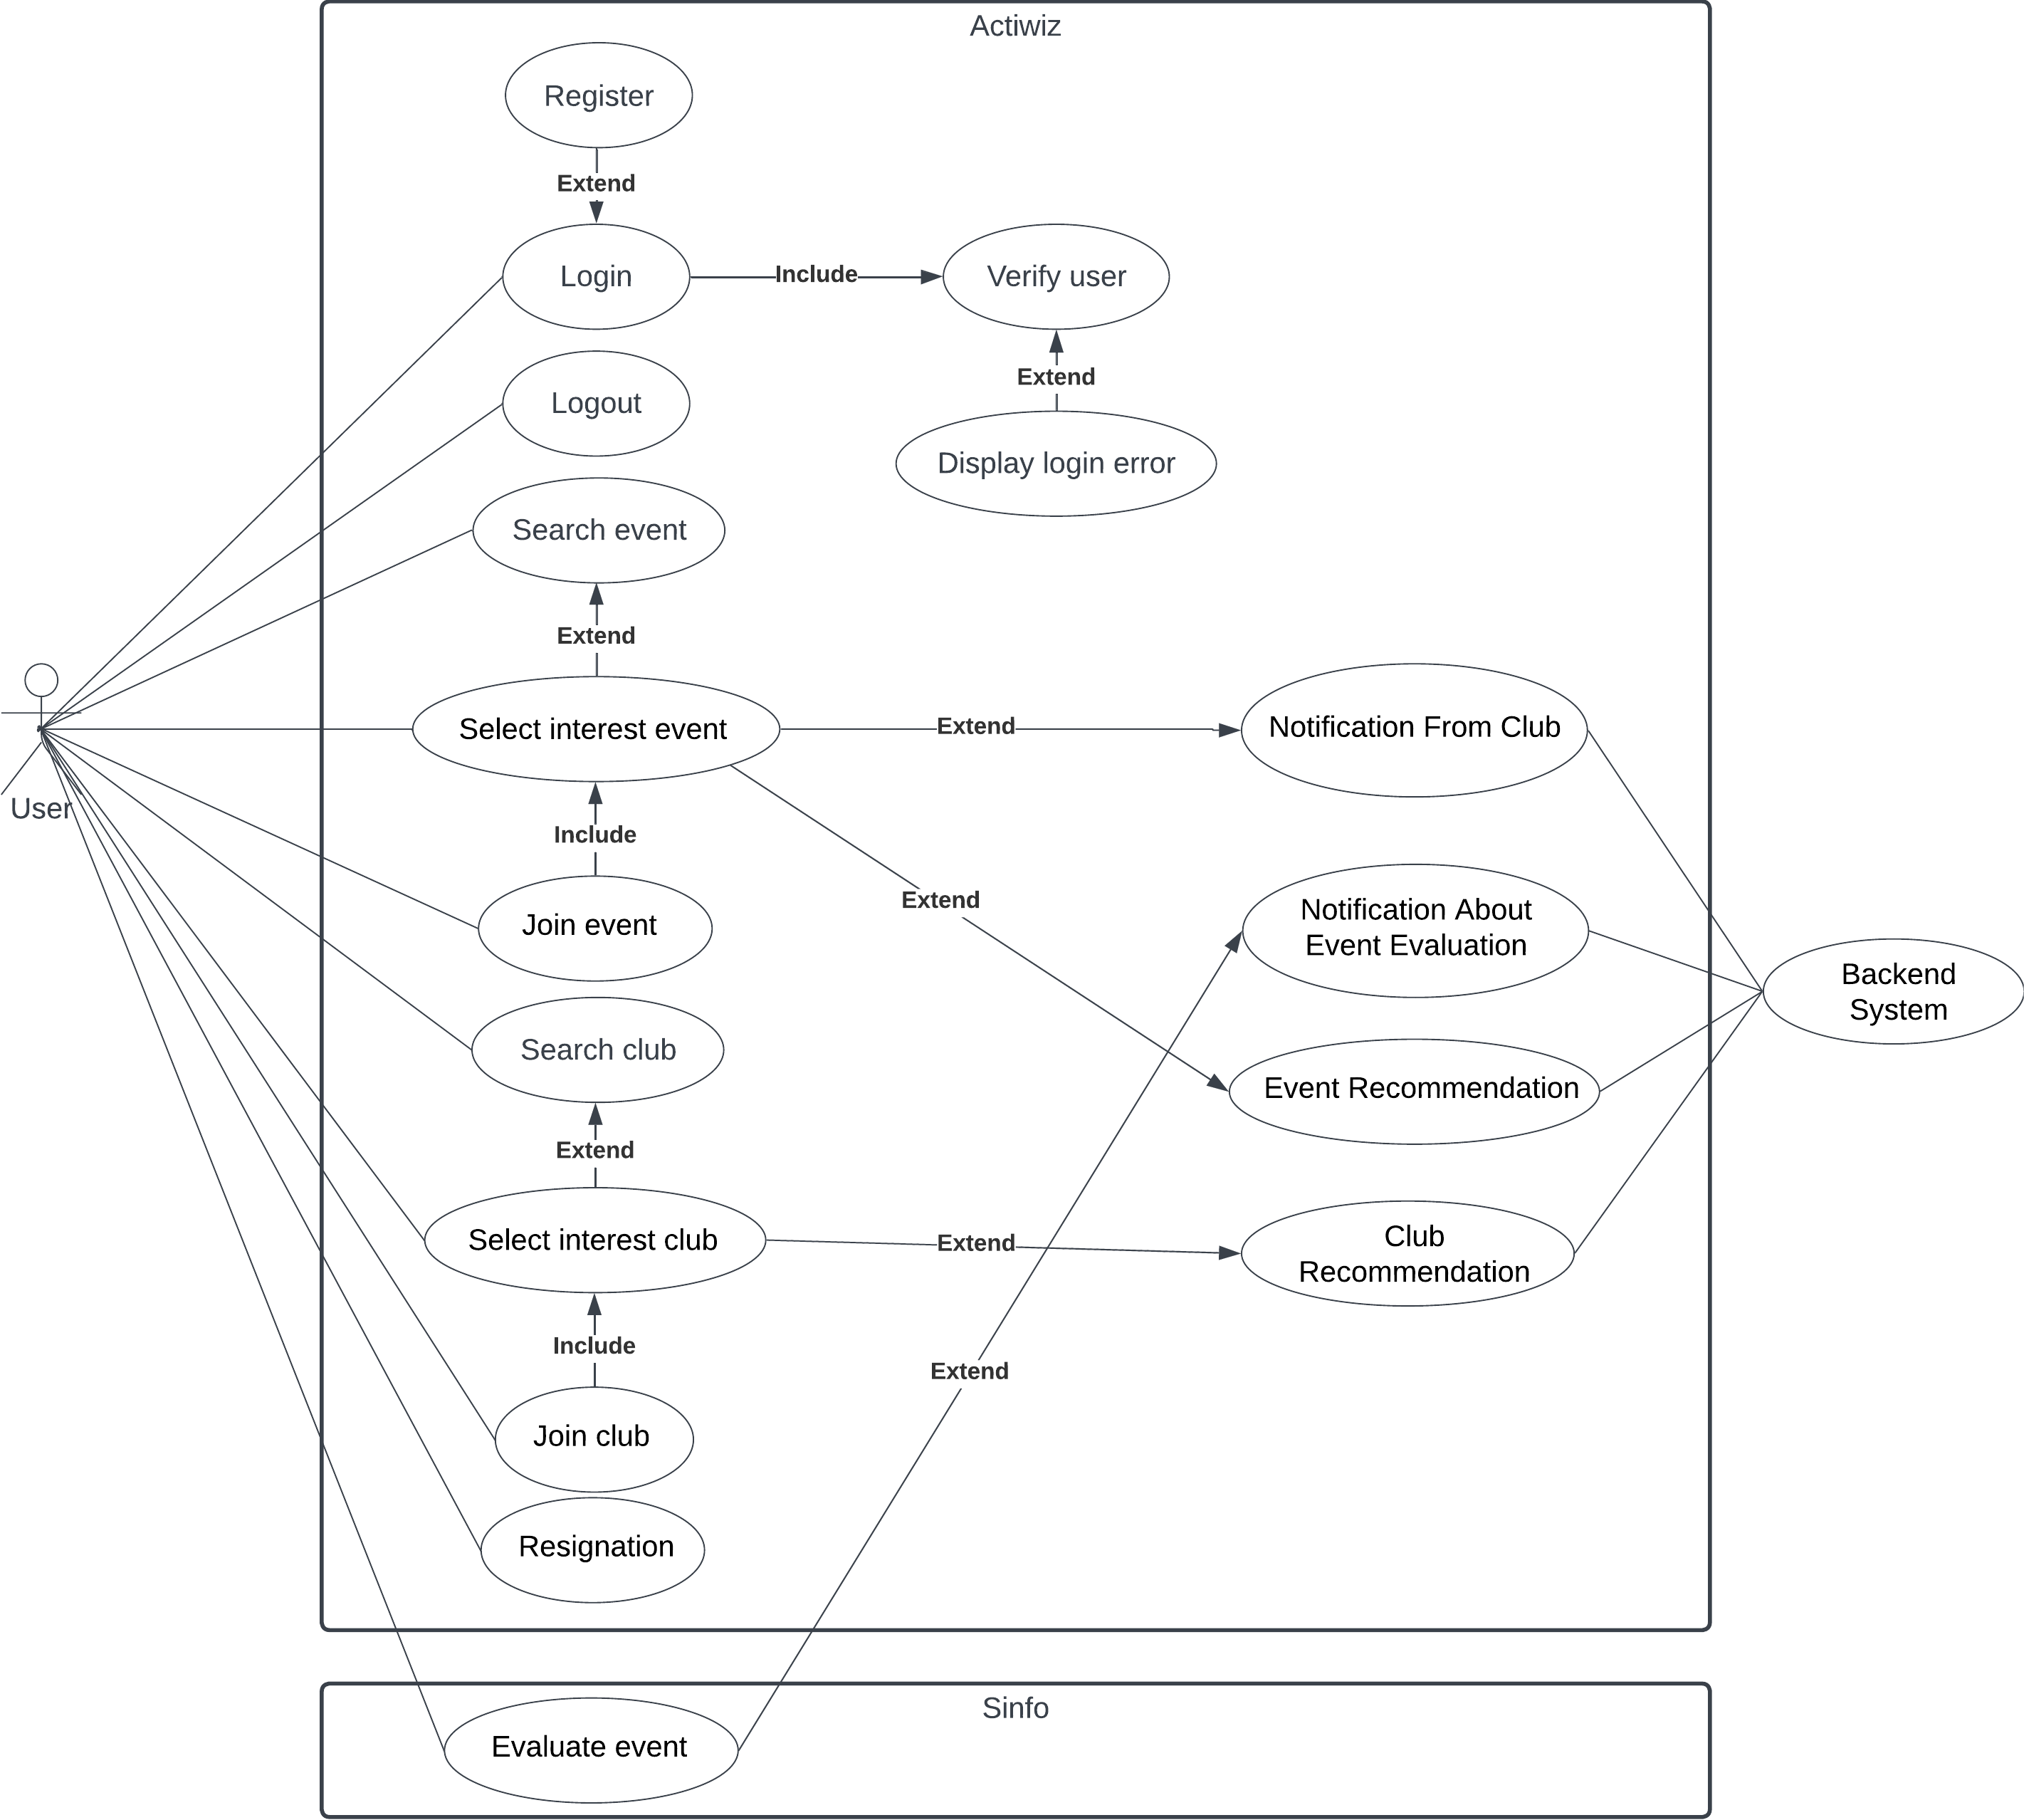 Actiwiz
Register
Extend
Login
Include
Verify user
Extend
Logout
Display login error
Search event
Extend
Select interest event
Extend
Notification From Club
User
Include
Extend
Notification About
Event Evaluation
Join event
Backend
System
Search club
Event Recommendation
Extend
Select interest club
Extend
Club
Recommendation
Include
Extend
Join club
Resignation
Sinfo
Evaluate event